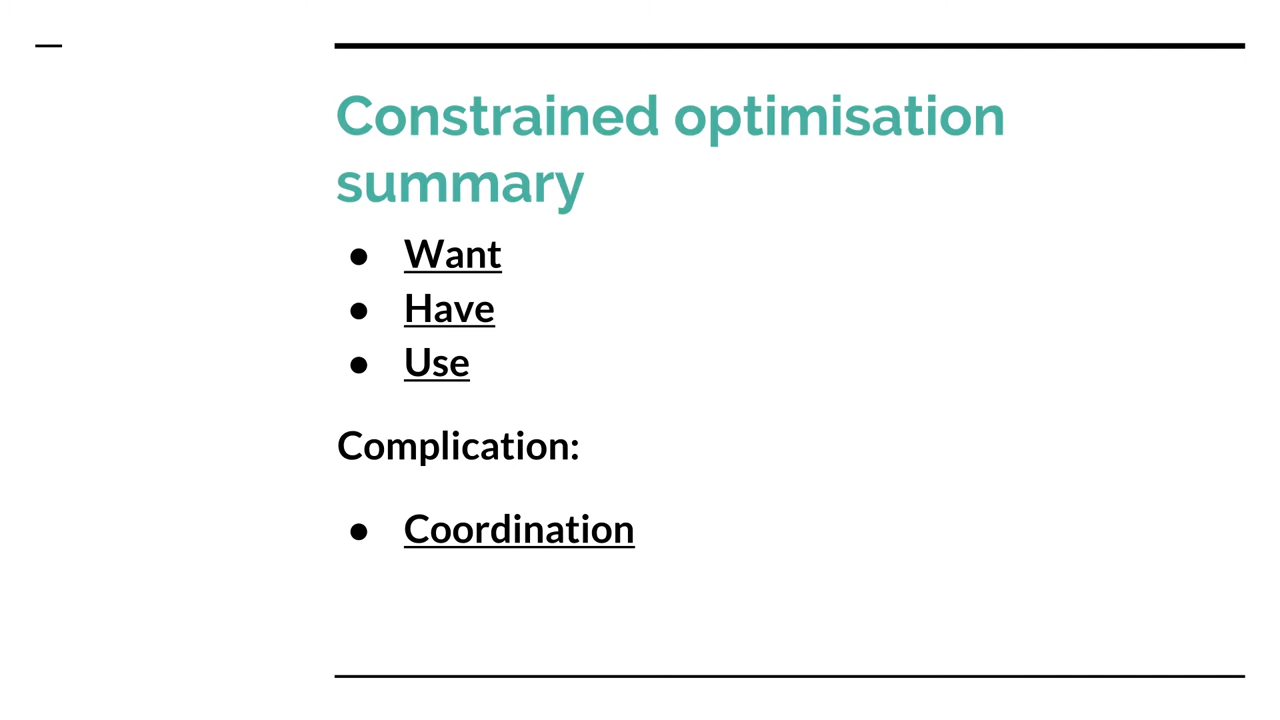 Constrained optimisation
summary
● Want
● Have
● Use
Complication:
● Coordination